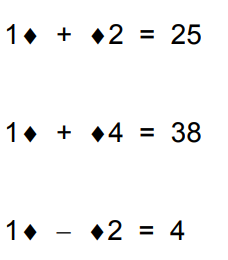 1♦ + ♦2 = 25
1♦ + ♦4 = 38
1♦ – ♦2 = 4